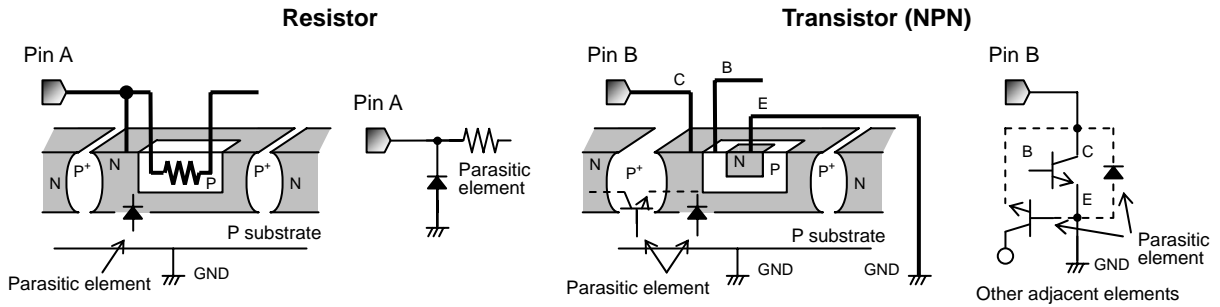 Resistor
Transistor (NPN)
Pin A
Pin A
Pin B
Pin B
C
B
E
N
P+
N
P
P+
N
Parasitic
element
P substrate
Parasitic element
GND
N
P+
N
P
P+
N
P substrate
Parasitic element
GND
GND
B
C
E
Parasitic
element
GND
Other adjacent elements